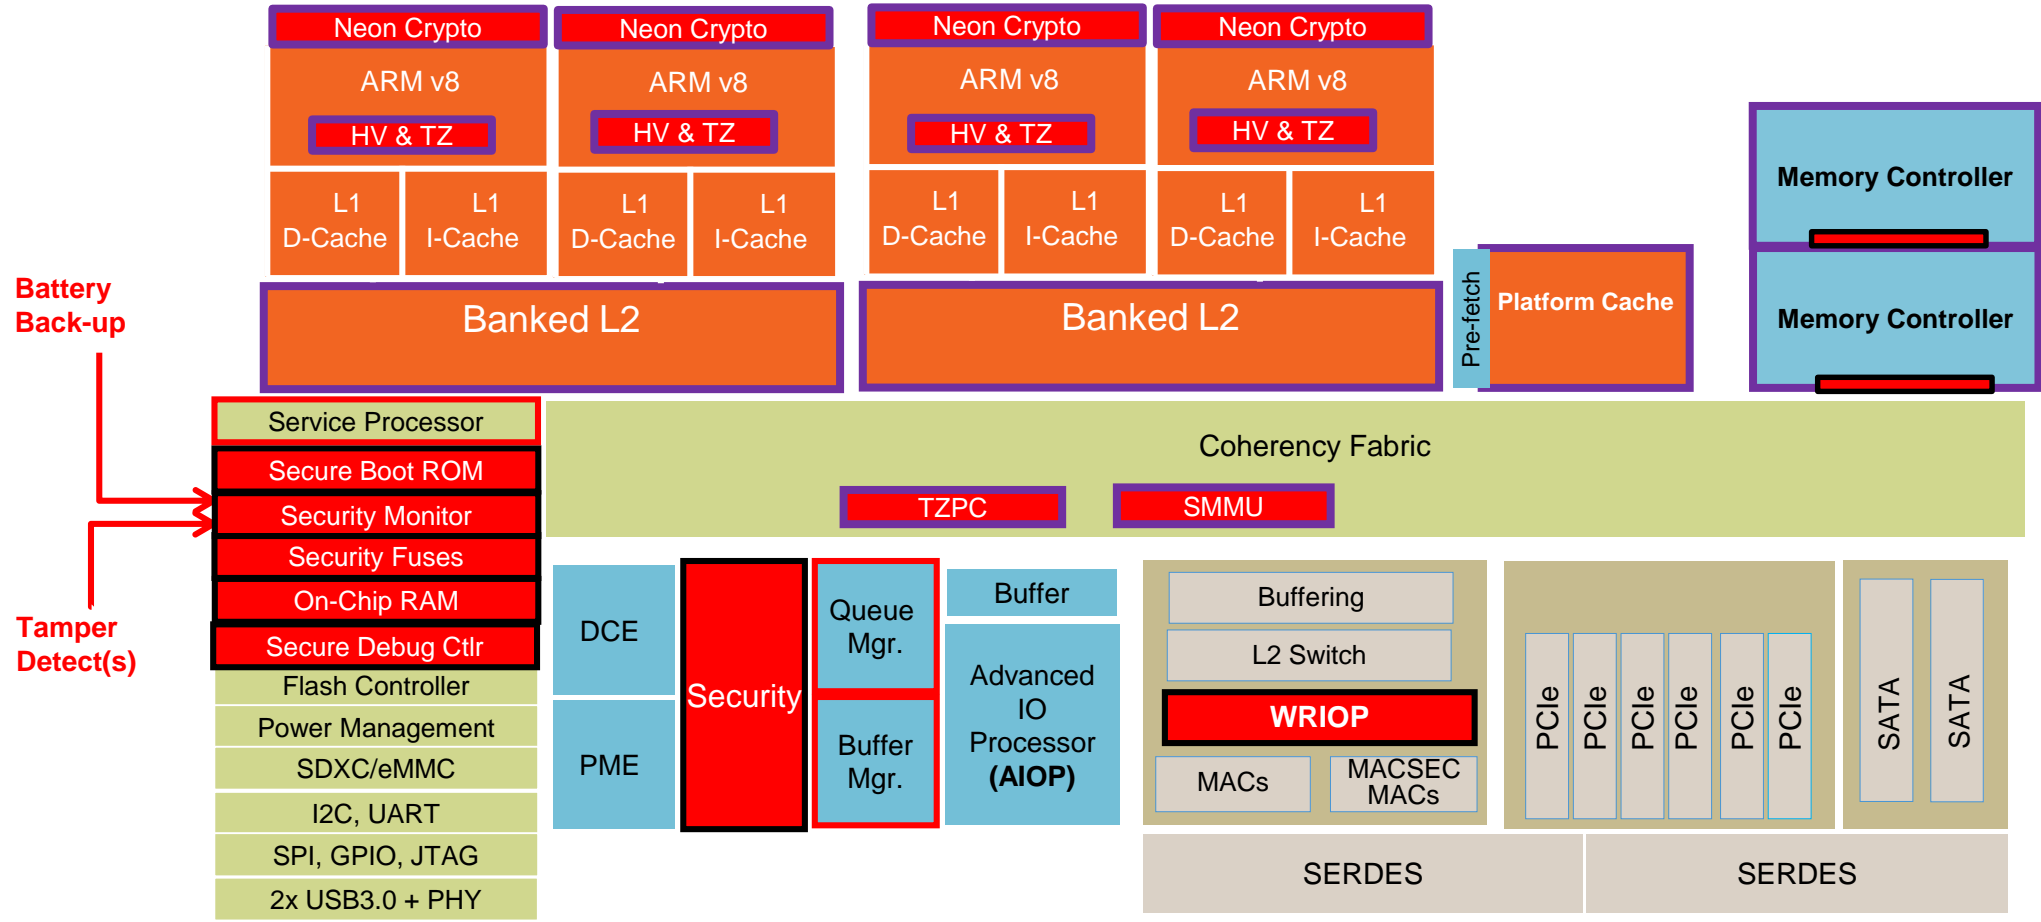 Neon Crypto
Neon Crypto
Neon Crypto
Neon Crypto
ARM v8
ARM v8
ARM v8
ARM v8
HV & TZ
HV & TZ
HV & TZ
HV & TZ
L1
D-Cache
L1
I-Cache
L1
D-Cache
L1
I-Cache
L1
D-Cache
L1
I-Cache
L1
D-Cache
L1
I-Cache
Memory Controller
Memory Controller
Banked L2
Banked L2
Pre-fetch
Platform Cache
Battery
Back-up
Tamper
Detect(s)
Service Processor
Secure Boot ROM
Security Monitor
Security Fuses
On-Chip RAM
Secure Debug Ctlr
Flash Controller
Power Management
SDXC/eMMC
I2C, UART
SPI, GPIO, JTAG
2x USB3.0 + PHY
Coherency Fabric
TZPC
SMMU
DCE
PME
Security
Queue
Mgr.
Buffer
Mgr.
Buffer
Advanced
IO
Processor
(AIOP)
Buffering
L2 Switch
WRIOP
MACs
MACSEC
MACs
PCIe
PCIe
PCIe
PCIe
PCIe
PCIe
SATA
SATA
SERDES
SERDES